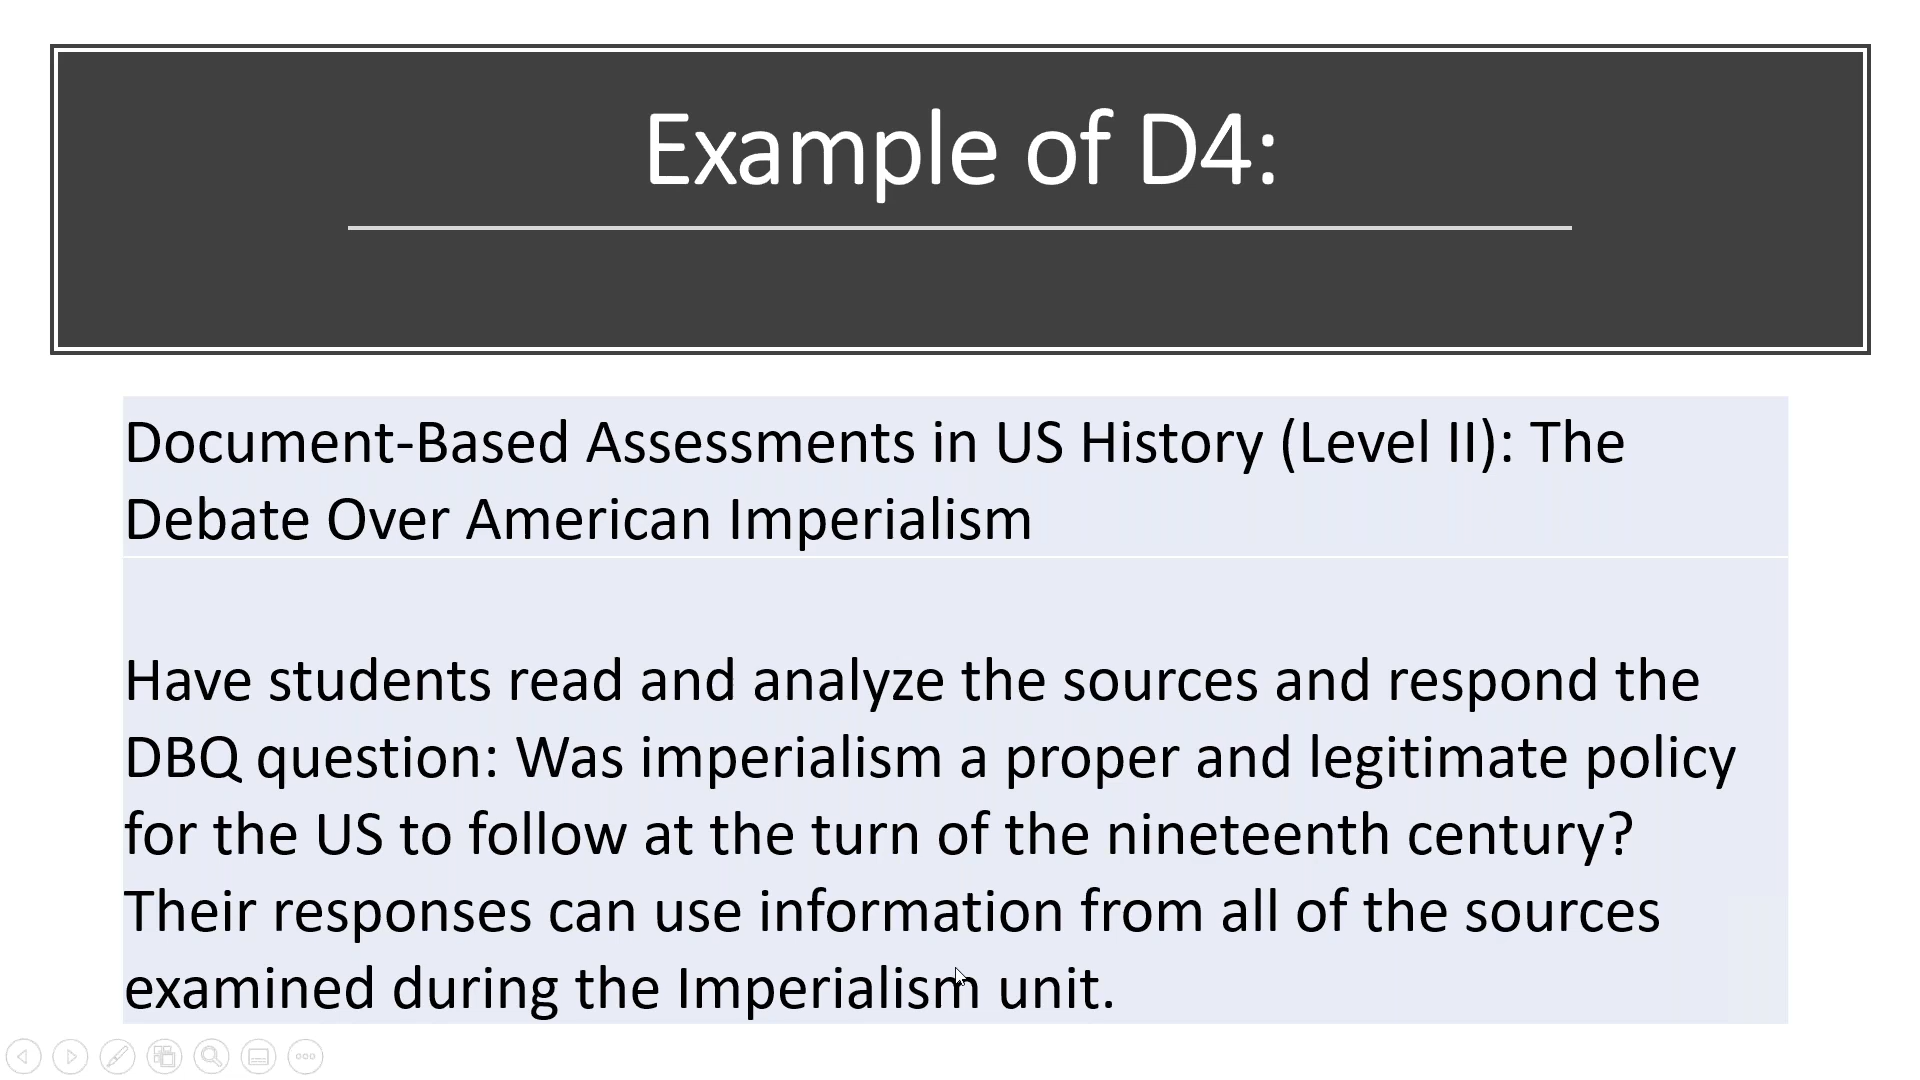 Example of D4:
Document-Based Assessments in US History (Level II): The
Debate Over American Imperialism
Have students read and analyze the sources and respond the
DBQ question: Was imperialism a proper and legitimate policy
for the US to follow at the turn of the nineteenth century?
Their responses can use information from all of the sources
examined during the Imperialism unit.